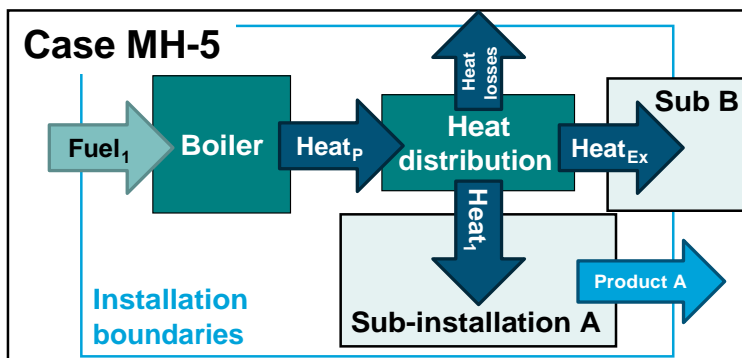 Case MH-5
Heat
losses
Sub B
Fuel1
Boiler
HeatP
Heat
distribution
HeatEx
Heat1
Product A
Installation
boundaries
Sub-installation A